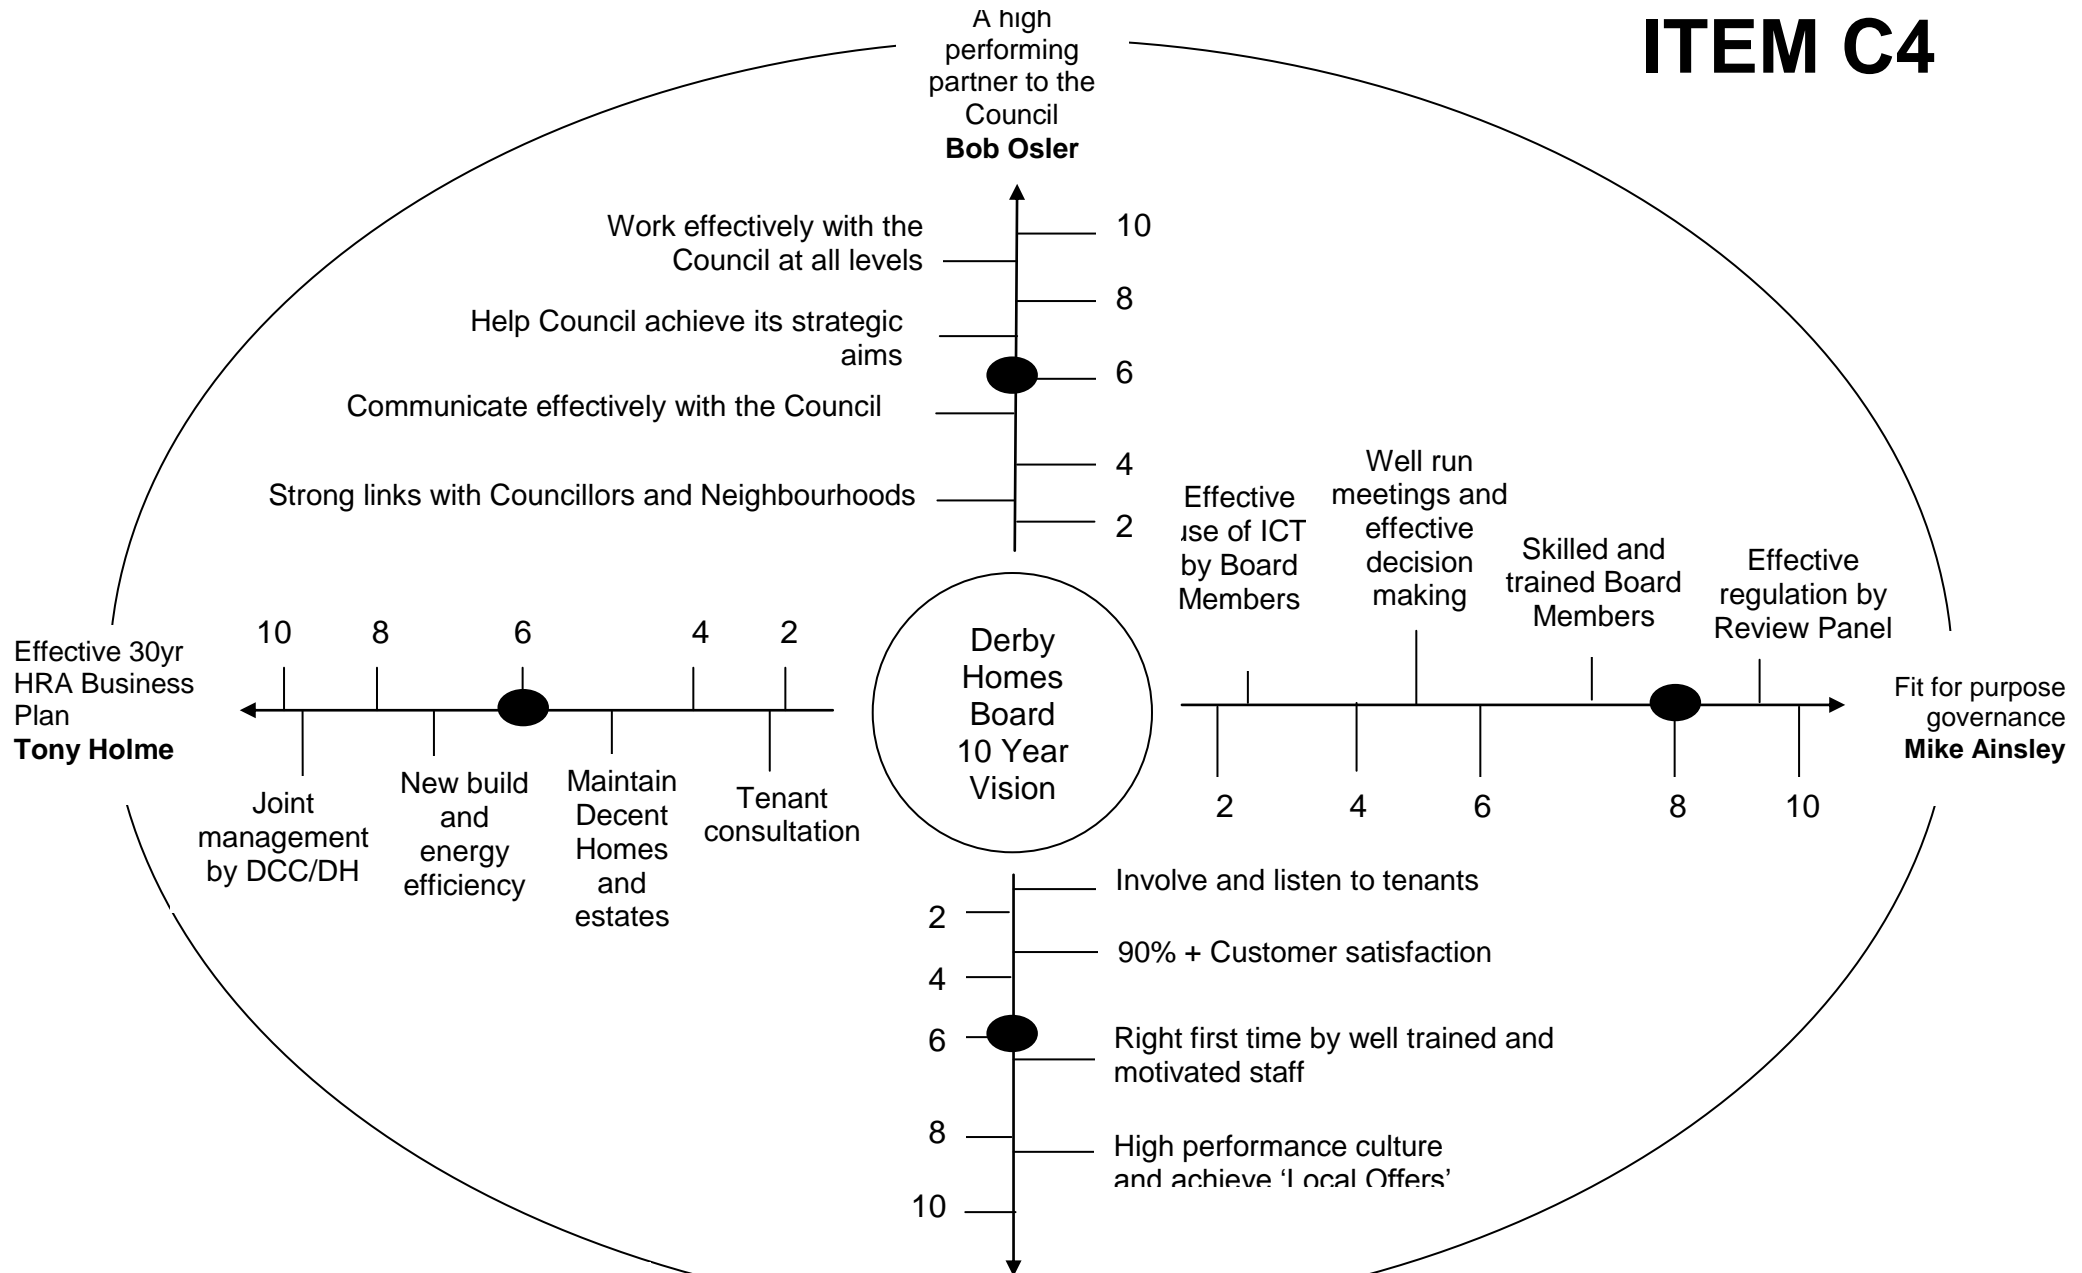 ITEM C4
A high
performing
partner to the
Council
Bob Osler
Work effectively with the
Council at all levels
Help Council achieve its strategic
aims
Communicate effectively with the Council
Strong links with Councillors and Neighbourhoods
10
8
6
4
2
Effective
use of ICT
by Board
Members
Well run
meetings and
effective
decision
making
Skilled and
trained Board
Members
Effective
regulation by
Review Panel
10 8 6 4 2
Effective 30yr
HRA Business
Plan
Tony Holme
Joint
management
by DCC/DH
New build
and
energy
efficiency
Maintain
Decent
Homes
and
estates
Tenant
consultation
Derby
Homes
Board
10 Year
Vision
Fit for purpose
governance
Mike Ainsley
2 4 6 8 10
2
4
6
8
10
Involve and listen to tenants
90% + Customer satisfaction
Right first time by well trained and
motivated staff
High performance culture
and achieve ‘Local Offers’